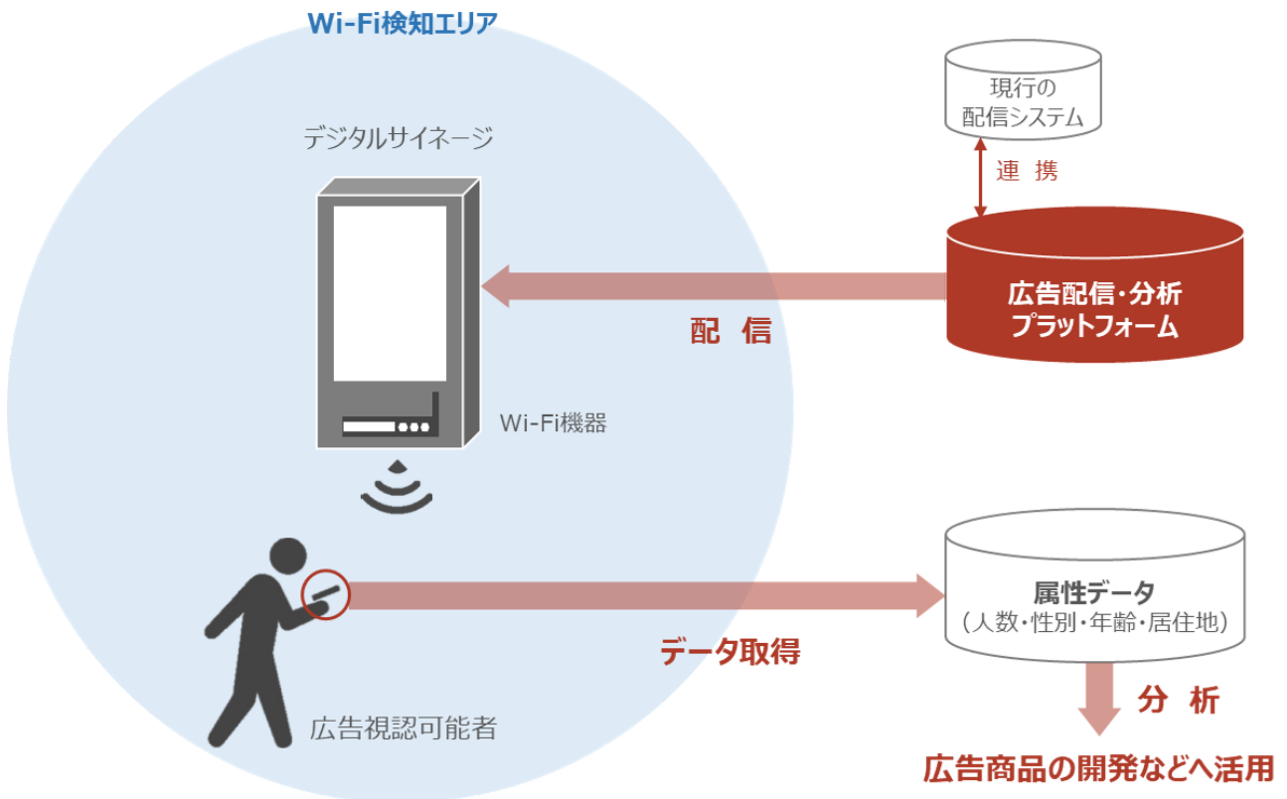 Wi-Fi検知エリア
デジタルサイネージ
Wi-Fi機器
広告視認可能者
現行の
配信システム
連 携
広告配信・分析
プラットフォーム
配 信
データ取得
属性データ
(人数・性別・年齢・居住地)
分 析
広告商品の開発などへ活用